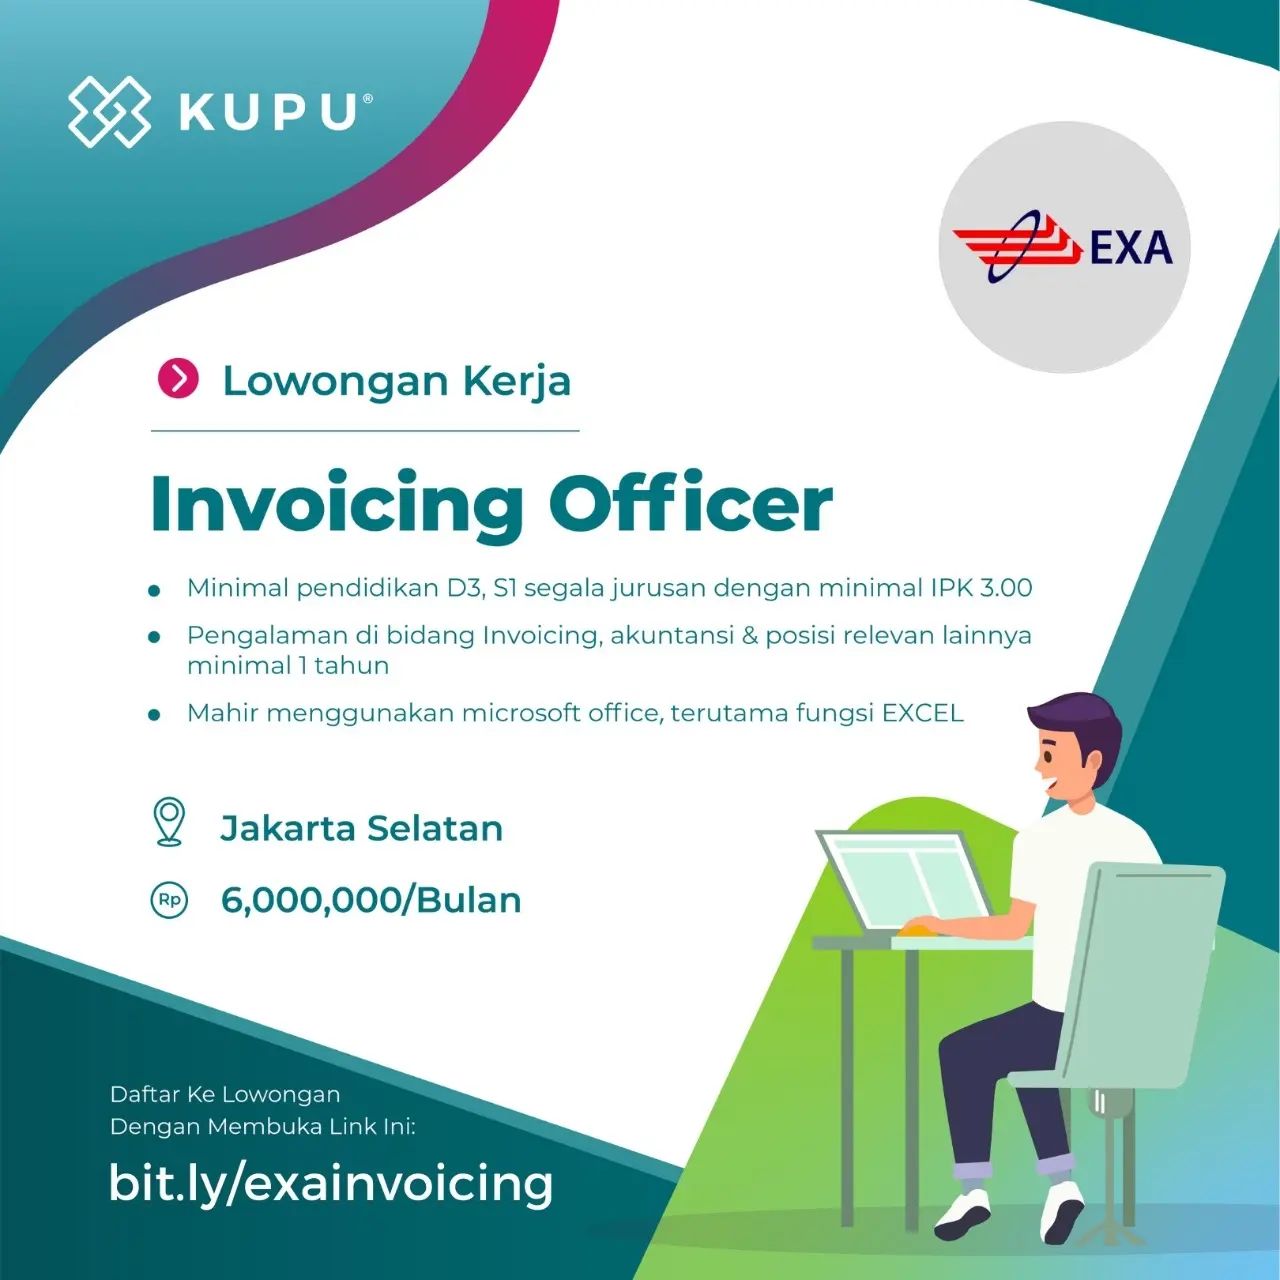 KUPU®
EXA
Lowongan Kerja
Invoicing Officer
• Minimal pendidikan D3, S1 segala jurusan dengan minimal IPK 3.00
• Pengalaman di bidang Invoicing, akuntansi & posisi relevan lainnya
minimal 1 tahun
• Mahir menggunakan microsoft office, terutama fungsi EXCEL
Jakarta Selatan
Rp 6,000,000/Bulan
Daftar Ke Lowongan
Dengan Membuka Link Ini:
bit.ly/exainvoicing